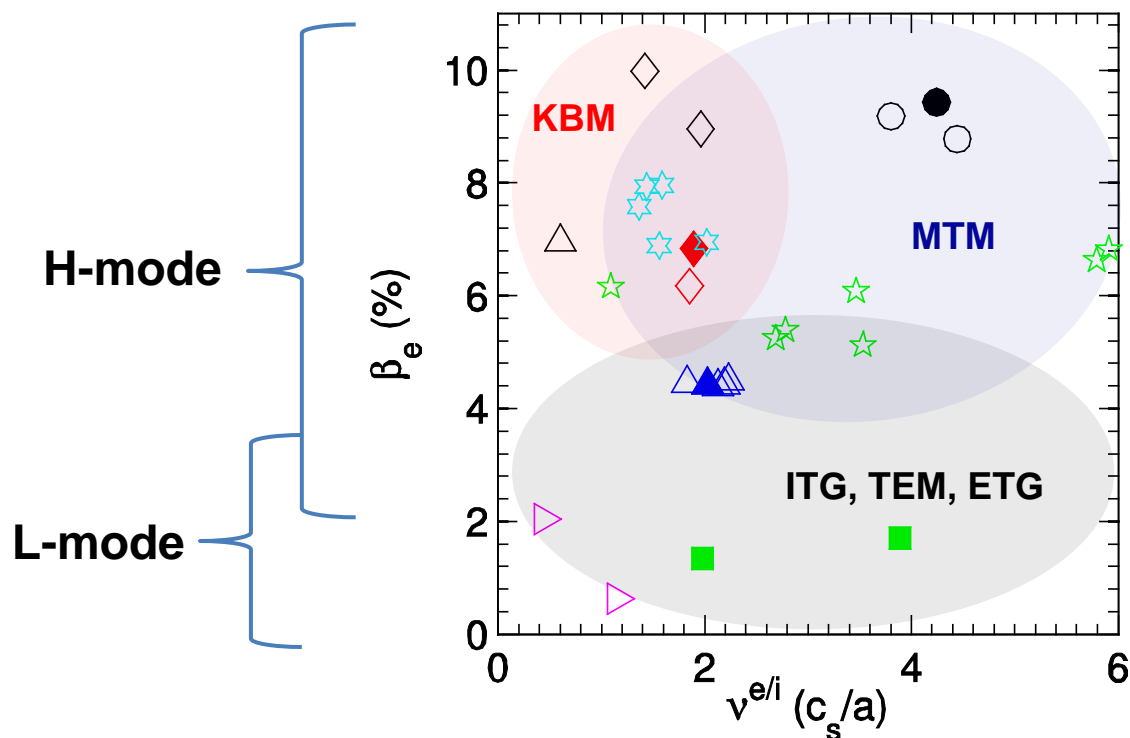 H-mode
L-mode
β_e (%)
10
8
6
4
2
0
KBM
MTM
ITG, TEM, ETG
0 2 4 6
ν^{e/i} (c_s/a)